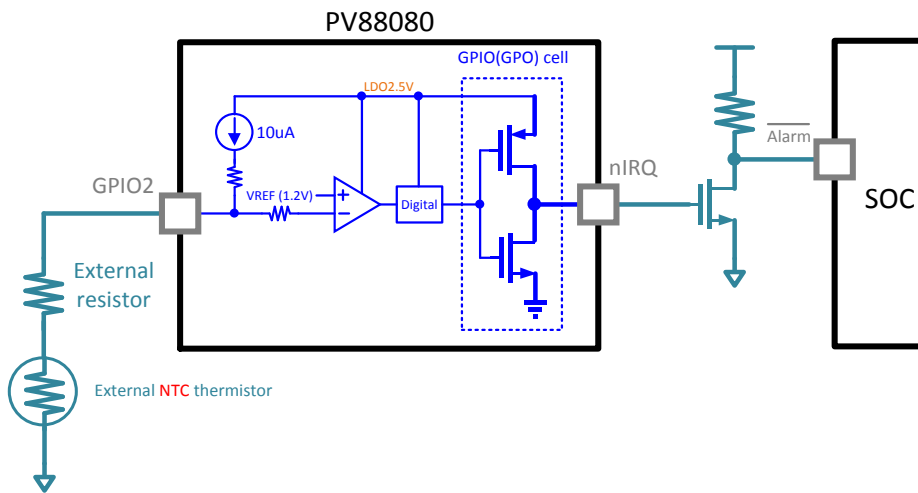 PV88080
GPIO(GPO) cell
LDO2.5V
10uA
Alarm
GPIO2
nIRQ
VREF (1.2V)
+
−
Digital
SOC
External
resistor
External NTC thermistor